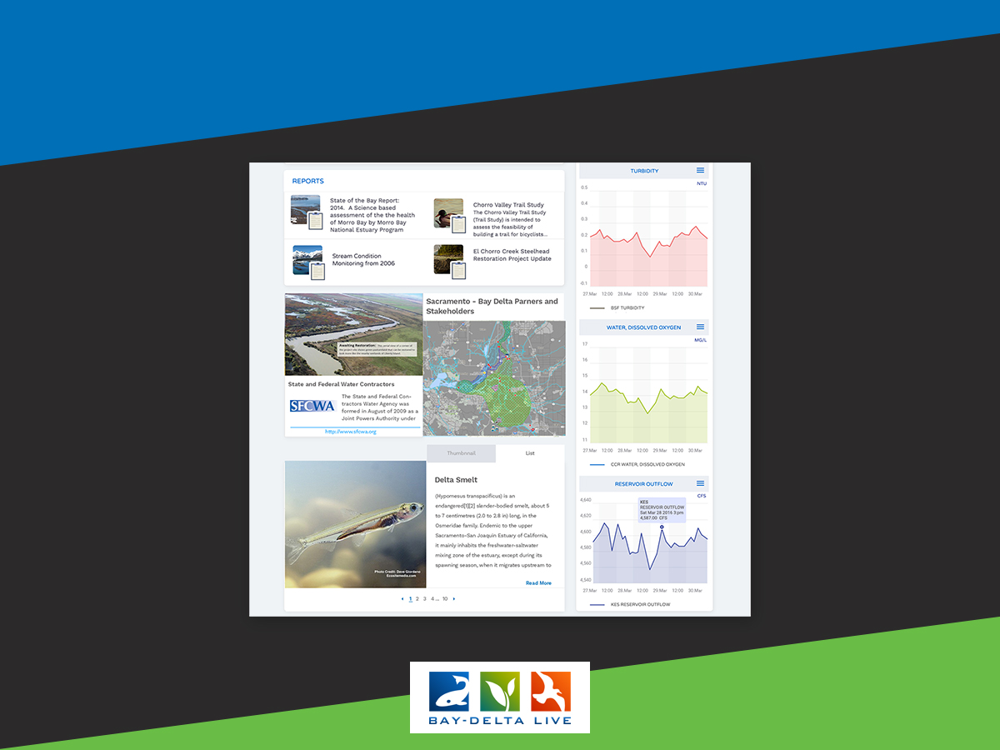 REPORTS
State of the Bay Report:
2014. A Science based
assessment of the the health
of Morro Bay by Morro Bay
National Estuary Program
Chorro Valley Trail Study
The Chorro Valley Trail Study
(Trail Study) is intended to
assess the feasibility of
building a trail for bicyclists...
Stream Condition
Monitoring from 2006
El Chorro Creek Steelhead
Restoration Project Update
Awaiting Restoration:
State and Federal Water Contractors
SFCWA
The State and Federal Con-
tractors Water Agency was
formed in August of 2009 as a
Joint Powers Authority under
http://www.sfcwa.org
Sacramento - Bay Delta Parners and
Stakeholders
Thumbnnail
List
Photo Credit: Dave Giordano
Ecositemedia.com
Delta Smelt
(Hypomesus transpacificus) is an
endangered[1][2] slender-bodied smelt, about 5
to 7 centimetres (2.0 to 2.8 in) long, in the
Osmeridae family. Endemic to the upper
Sacramento-San Joaquin Estuary of California,
it mainly inhabits the freshwater-saltwater
mixing zone of the estuary, except during its
spawning season, when it migrates upstream to
Read More
1 2 3 4 ... 10
TURBIDITY
NTU
0.5
0.4
0.3
0.2
0.1
0
-0.1
27.Mar 12:00 28.Mar 12:00 29.Mar 12:00 30.Mar
BSF TURBIDITY
WATER, DISSOLVED OXYGEN
MG/L
17
16
15
14
13
12
11
27.Mar 12:00 28.Mar 12:00 29.Mar 12:00 30.Mar
CCR WATER, DISSOLVED OXYGEN
RESERVOIR OUTFLOW
CFS
4,640
4,620
4,600
4,580
4,560
4,540
KES
RESERVOIR OUTFLOW
Sat Mar 28 2016 3:pm
4,587.00 CFS
27.Mar 12:00 28.Mar 12:00 29.Mar 12:00 30.Mar
KES RESERVOIR OUTFLOW
BAY-DELTA LIVE